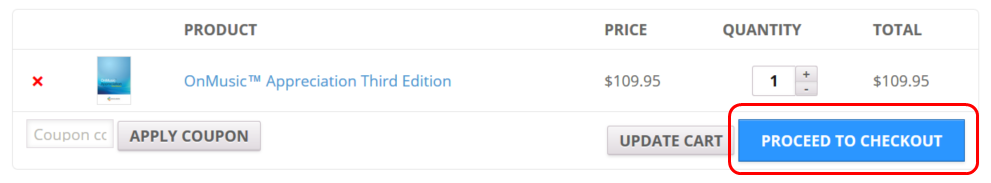 PRODUCT PRICE QUANTITY TOTAL
× OnMusic™ Appreciation Third Edition $109.95 1 + - $109.95
Coupon cc APPLY COUPON UPDATE CART PROCEED TO CHECKOUT